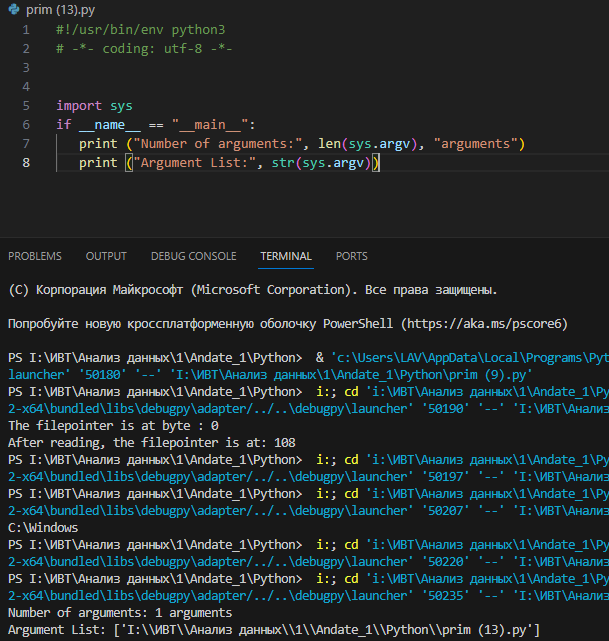 prim (13).py
1 #!/usr/bin/env python3
2 # -*- coding: utf-8 -*-
3
4
5 import sys
6 if __name__ == "__main__":
7 print ("Number of arguments:", len(sys.argv), "arguments")
8 print ("Argument List:", str(sys.argv))
PROBLEMS OUTPUT DEBUG CONSOLE TERMINAL PORTS
(C) Корпорация Майкрософт (Microsoft Corporation). Все права защищены.
Попробуйте новую кроссплатформенную оболочку PowerShell (https://aka.ms/pscore6)
PS I:\ИВТ\Анализ данных\1\Andate_1\Python> & 'c:\Users\LAV\AppData\Local\Programs\Pyt
launcher' '50180' '--' 'I:\ИВТ\Анализ данных\1\Andate_1\Python\prim (9).py'
PS I:\ИВТ\Анализ данных\1\Andate_1\Python> i:; cd 'i:\ИВТ\Анализ данных\1\Andate_1\Py
2-x64\bundled\libs\debugpy\adapter/../..\debugpy\launcher' '50190' '--' 'I:\ИВТ\Анализ
The filepointer is at byte : 0
After reading, the filepointer is at: 108
PS I:\ИВТ\Анализ данных\1\Andate_1\Python> i:; cd 'i:\ИВТ\Анализ данных\1\Andate_1\Py
2-x64\bundled\libs\debugpy\adapter/../..\debugpy\launcher' '50197' '--' 'I:\ИВТ\Анализ
PS I:\ИВТ\Анализ данных\1\Andate_1\Python> i:; cd 'i:\ИВТ\Анализ данных\1\Andate_1\Py
2-x64\bundled\libs\debugpy\adapter/../..\debugpy\launcher' '50207' '--' 'I:\ИВТ\Анализ
C:\Windows
PS I:\ИВТ\Анализ данных\1\Andate_1\Python> i:; cd 'i:\ИВТ\Анализ данных\1\Andate_1\Py
2-x64\bundled\libs\debugpy\adapter/../..\debugpy\launcher' '50220' '--' 'I:\ИВТ\Анализ
PS I:\ИВТ\Анализ данных\1\Andate_1\Python> i:; cd 'i:\ИВТ\Анализ данных\1\Andate_1\Py
2-x64\bundled\libs\debugpy\adapter/../..\debugpy\launcher' '50235' '--' 'I:\ИВТ\Анализ
Number of arguments: 1 arguments
Argument List: ['I:\\ИВТ\\Анализ данных\\1\\Andate_1\\Python\\prim (13).py']